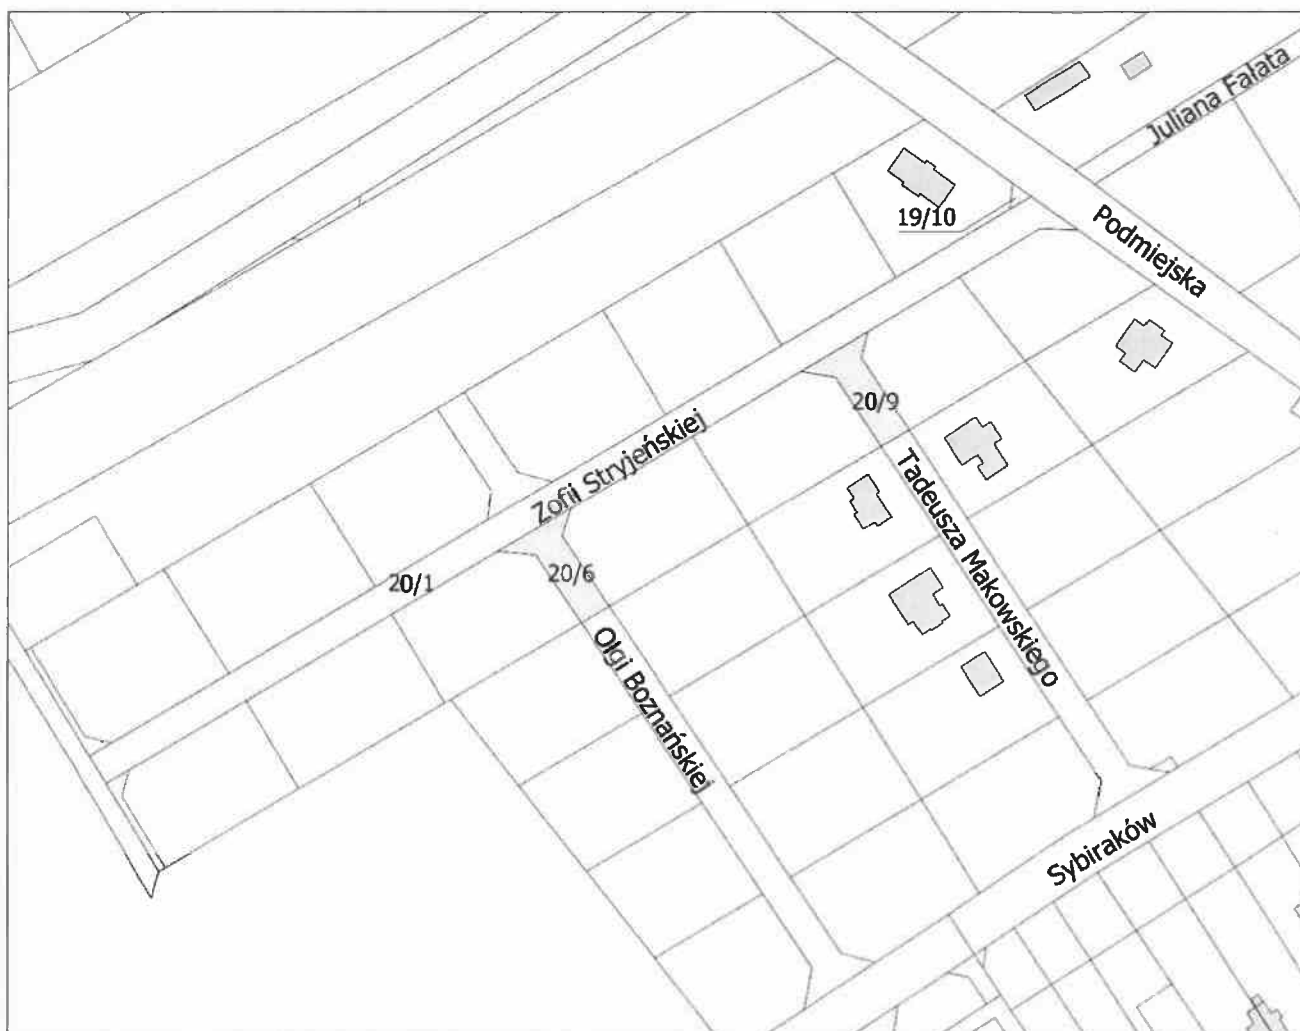 Juliana Fałata
Podmiejska
19/10
20/9
Zofii Stryjeńskiej
Tadeusza Makowskiego
20/1
20/6
Olgi Boznańskiej
Sybiraków